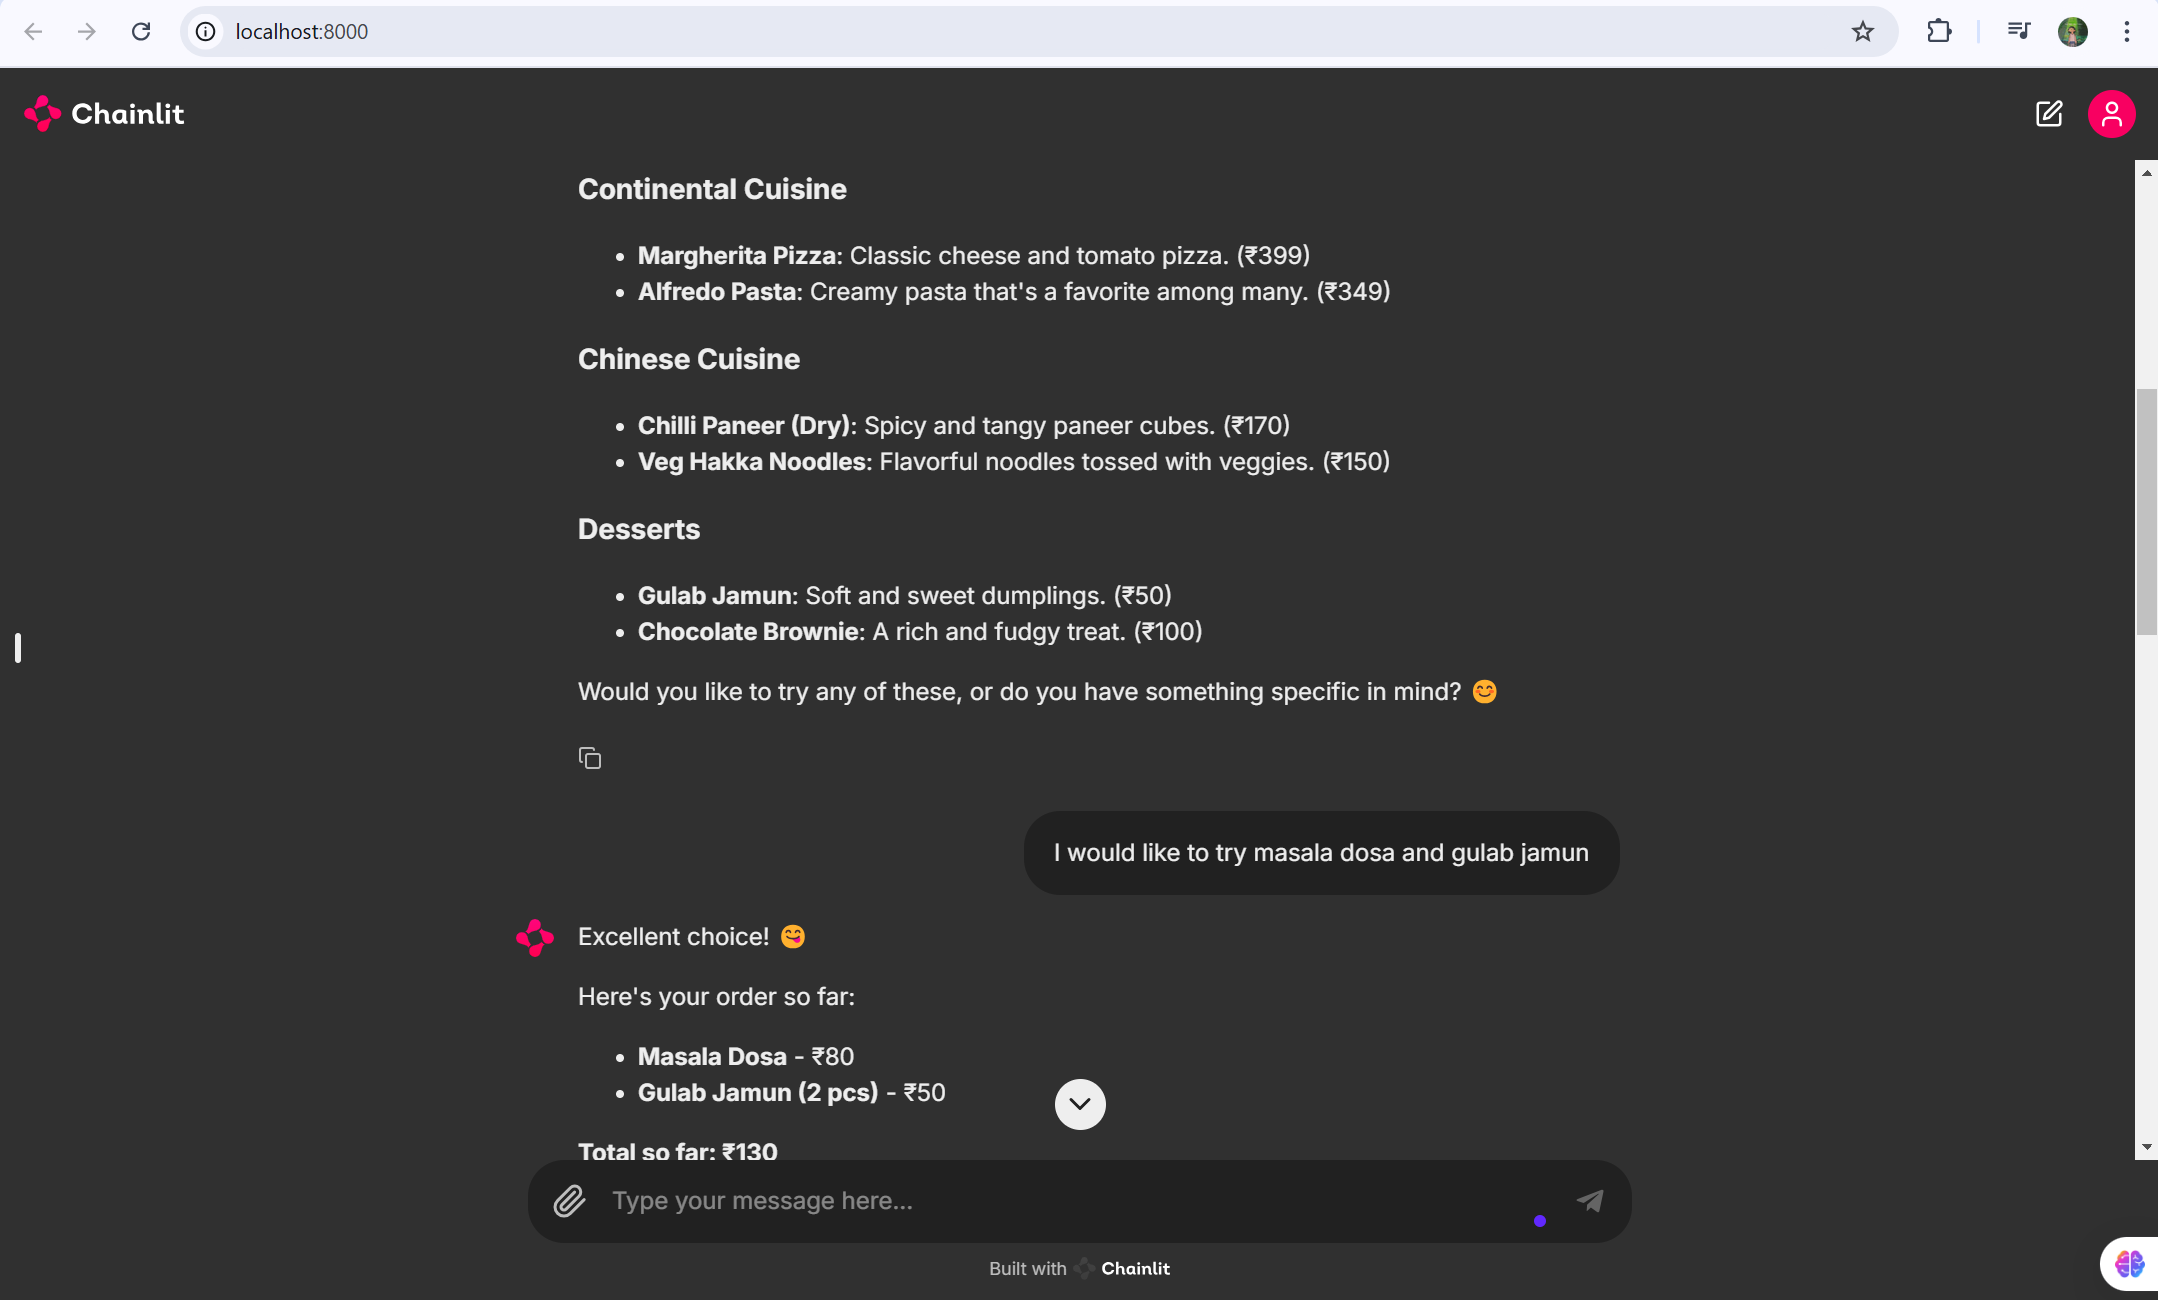 localhost:8000
Chainlit
Continental Cuisine
• Margherita Pizza: Classic cheese and tomato pizza. (₹399)
• Alfredo Pasta: Creamy pasta that's a favorite among many. (₹349)
Chinese Cuisine
• Chilli Paneer (Dry): Spicy and tangy paneer cubes. (₹170)
• Veg Hakka Noodles: Flavorful noodles tossed with veggies. (₹150)
Desserts
• Gulab Jamun: Soft and sweet dumplings. (₹50)
• Chocolate Brownie: A rich and fudgy treat. (₹100)
Would you like to try any of these, or do you have something specific in mind? 😊
I would like to try masala dosa and gulab jamun
Excellent choice! 😋
Here's your order so far:
• Masala Dosa - ₹80
• Gulab Jamun (2 pcs) - ₹50
Total so far: ₹130
Type your message here...
Built with Chainlit